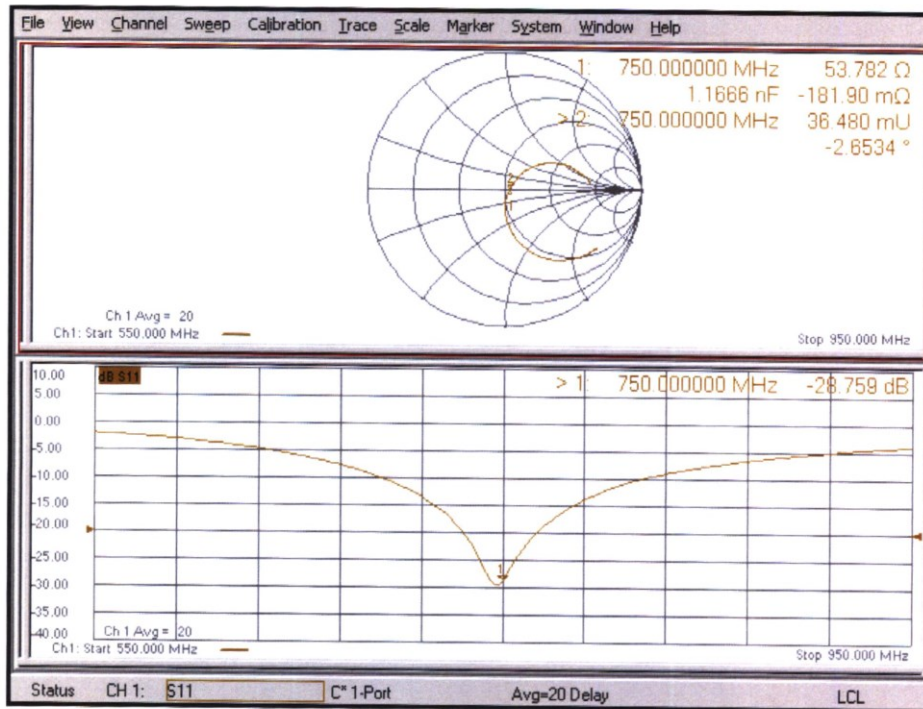 File View Channel Sweep Calibration Trace Scale Marker System Window Help
1: 750.000000 MHz 53.782 Ω
1.1666 nF -181.90 mΩ
> 2: 750.000000 MHz 36.480 mU
-2.6534 °
Ch 1 Avg = 20
Ch1: Start 550.000 MHz Stop 950.000 MHz
10.00 dB S11 > 1: 750.000000 MHz -28.759 dB
5.00
0.00
-5.00
-10.00
-15.00
-20.00
-25.00
1
-30.00
-35.00
-40.00 Ch 1 Avg = 20
Ch1: Start 550.000 MHz Stop 950.000 MHz
Status CH 1: S11 C* 1-Port Avg=20 Delay LCL